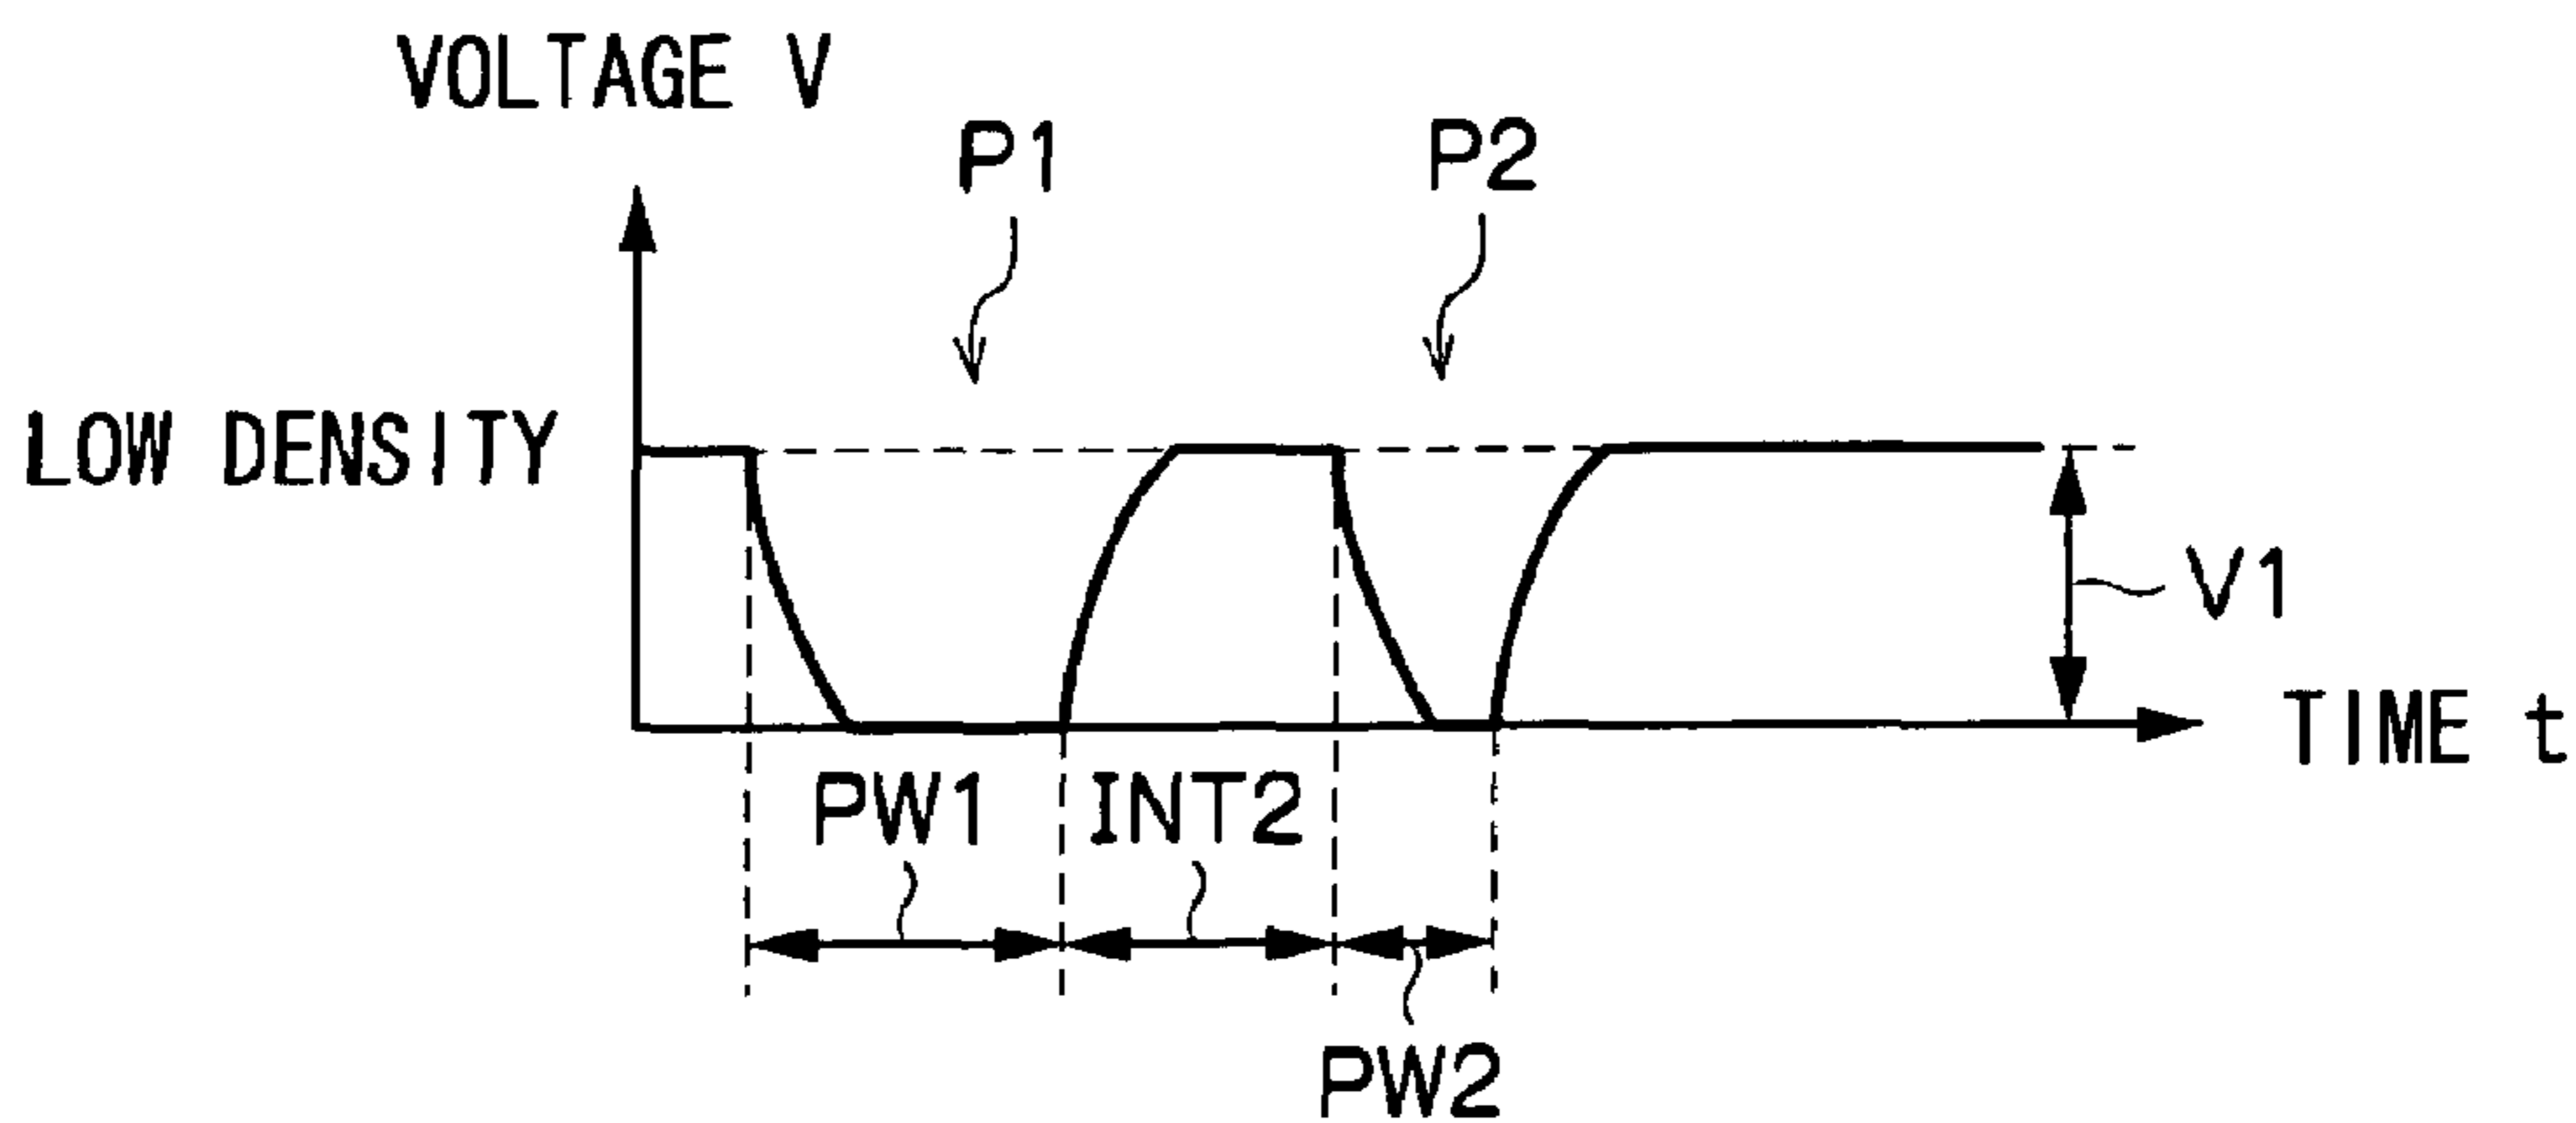 VOLTAGE V
P1
P2
LOW DENSITY
V1
TIME t
PW1
INT2
PW2